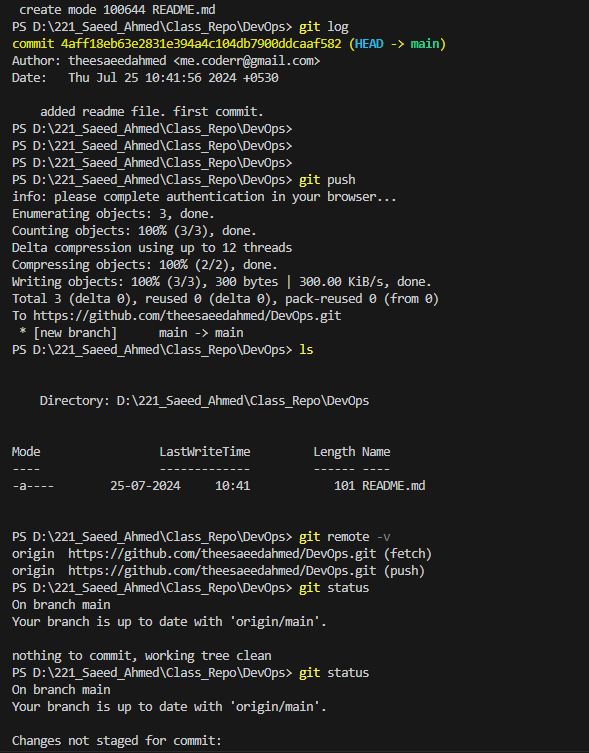 create mode 100644 README.md
PS D:\221_Saeed_Ahmed\Class_Repo\DevOps> git log
commit 4aff18eb63e2831e394a4c104db7900ddcaaf582 (HEAD -> main)
Author: theesaeedahmed <me.coderr@gmail.com>
Date:   Thu Jul 25 10:41:56 2024 +0530

    added readme file. first commit.
PS D:\221_Saeed_Ahmed\Class_Repo\DevOps>
PS D:\221_Saeed_Ahmed\Class_Repo\DevOps>
PS D:\221_Saeed_Ahmed\Class_Repo\DevOps>
PS D:\221_Saeed_Ahmed\Class_Repo\DevOps> git push
info: please complete authentication in your browser...
Enumerating objects: 3, done.
Counting objects: 100% (3/3), done.
Delta compression using up to 12 threads
Compressing objects: 100% (2/2), done.
Writing objects: 100% (3/3), 300 bytes | 300.00 KiB/s, done.
Total 3 (delta 0), reused 0 (delta 0), pack-reused 0 (from 0)
To https://github.com/theesaeedahmed/DevOps.git
 * [new branch]      main -> main
PS D:\221_Saeed_Ahmed\Class_Repo\DevOps> ls

    Directory: D:\221_Saeed_Ahmed\Class_Repo\DevOps

Mode                 LastWriteTime         Length Name
----                 -------------         ------ ----
-a----        25-07-2024     10:41            101 README.md

PS D:\221_Saeed_Ahmed\Class_Repo\DevOps> git remote -v
origin  https://github.com/theesaeedahmed/DevOps.git (fetch)
origin  https://github.com/theesaeedahmed/DevOps.git (push)
PS D:\221_Saeed_Ahmed\Class_Repo\DevOps> git status
On branch main
Your branch is up to date with 'origin/main'.

nothing to commit, working tree clean
PS D:\221_Saeed_Ahmed\Class_Repo\DevOps> git status
On branch main
Your branch is up to date with 'origin/main'.

Changes not staged for commit: